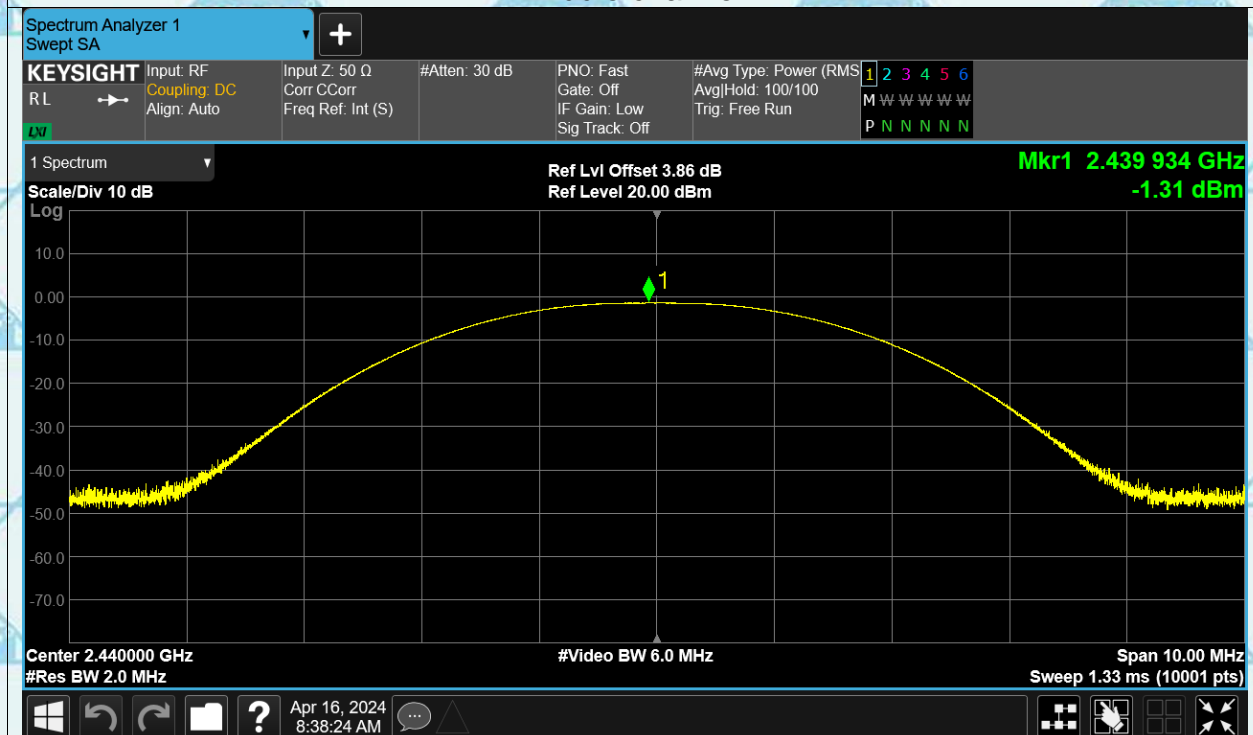 Spectrum Analyzer 1
Swept SA
+
KEYSIGHT
RL
LXI
Input: RF
Coupling: DC
Align: Auto
Input Z: 50 Ω
Corr CCorr
Freq Ref: Int (S)
#Atten: 30 dB
PNO: Fast
Gate: Off
IF Gain: Low
Sig Track: Off
#Avg Type: Power (RMS
Avg|Hold: 100/100
Trig: Free Run
1 2 3 4 5 6
M W W W W W
P N N N N N
1 Spectrum
Scale/Div 10 dB
Log
Ref Lvl Offset 3.86 dB
Ref Level 20.00 dBm
Mkr1 2.439 934 GHz
-1.31 dBm
1
10.0
0.00
-10.0
-20.0
-30.0
-40.0
-50.0
-60.0
-70.0
Center 2.440000 GHz
#Res BW 2.0 MHz
#Video BW 6.0 MHz
Span 10.00 MHz
Sweep 1.33 ms (10001 pts)
?
Apr 16, 2024
8:38:24 AM